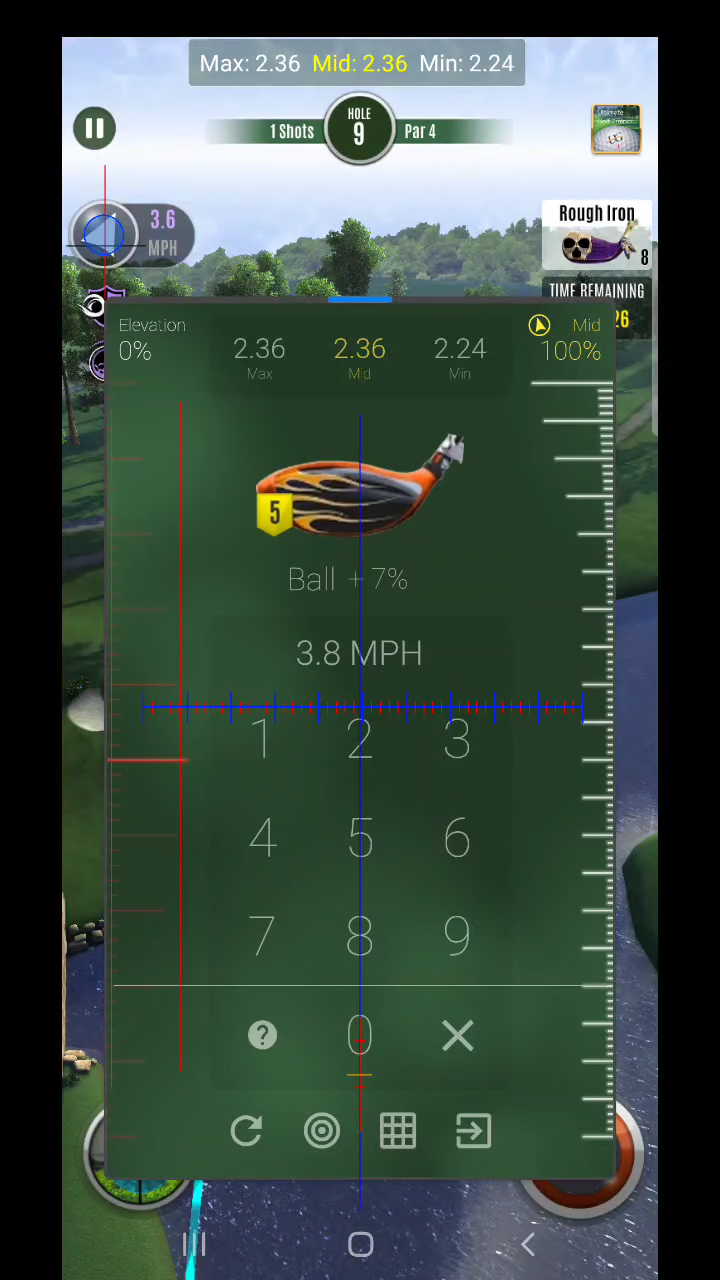 Max: 2.36 Mid: 2.36 Min: 2.24
HOLE
1 Shots 9 Par 4
3.6
MPH
Rough Iron
8
TIME REMAINING
26
Elevation
0%
2.36 2.36 2.24
Max Mid Min
Mid
100%
5
Ball + 7%
3.8 MPH
1 2 3
4 5 6
7 8 9
? 0